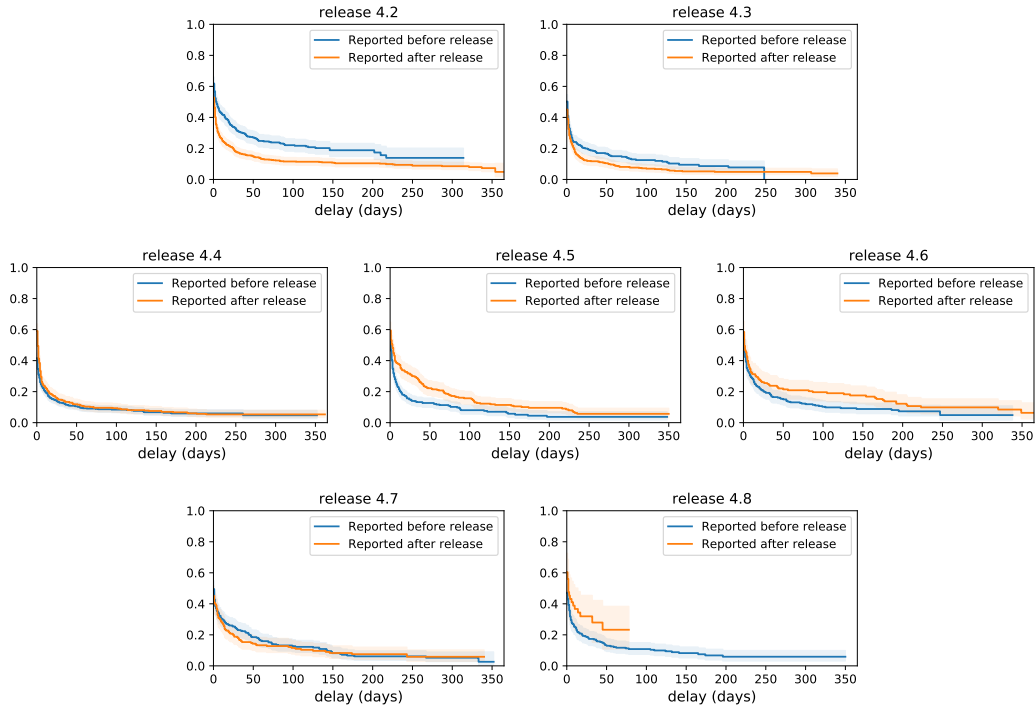 release 4.2
1.0
0.8
0.6
0.4
0.2
0.0
0 50 100 150 200 250 300 350
delay (days)
Reported before release
Reported after release
release 4.3
1.0
0.8
0.6
0.4
0.2
0.0
0 50 100 150 200 250 300 350
delay (days)
Reported before release
Reported after release
release 4.4
1.0
0.8
0.6
0.4
0.2
0.0
0 50 100 150 200 250 300 350
delay (days)
Reported before release
Reported after release
release 4.5
1.0
0.8
0.6
0.4
0.2
0.0
0 50 100 150 200 250 300 350
delay (days)
Reported before release
Reported after release
release 4.6
1.0
0.8
0.6
0.4
0.2
0.0
0 50 100 150 200 250 300 350
delay (days)
Reported before release
Reported after release
release 4.7
1.0
0.8
0.6
0.4
0.2
0.0
0 50 100 150 200 250 300 350
delay (days)
Reported before release
Reported after release
release 4.8
1.0
0.8
0.6
0.4
0.2
0.0
0 50 100 150 200 250 300 350
delay (days)
Reported before release
Reported after release